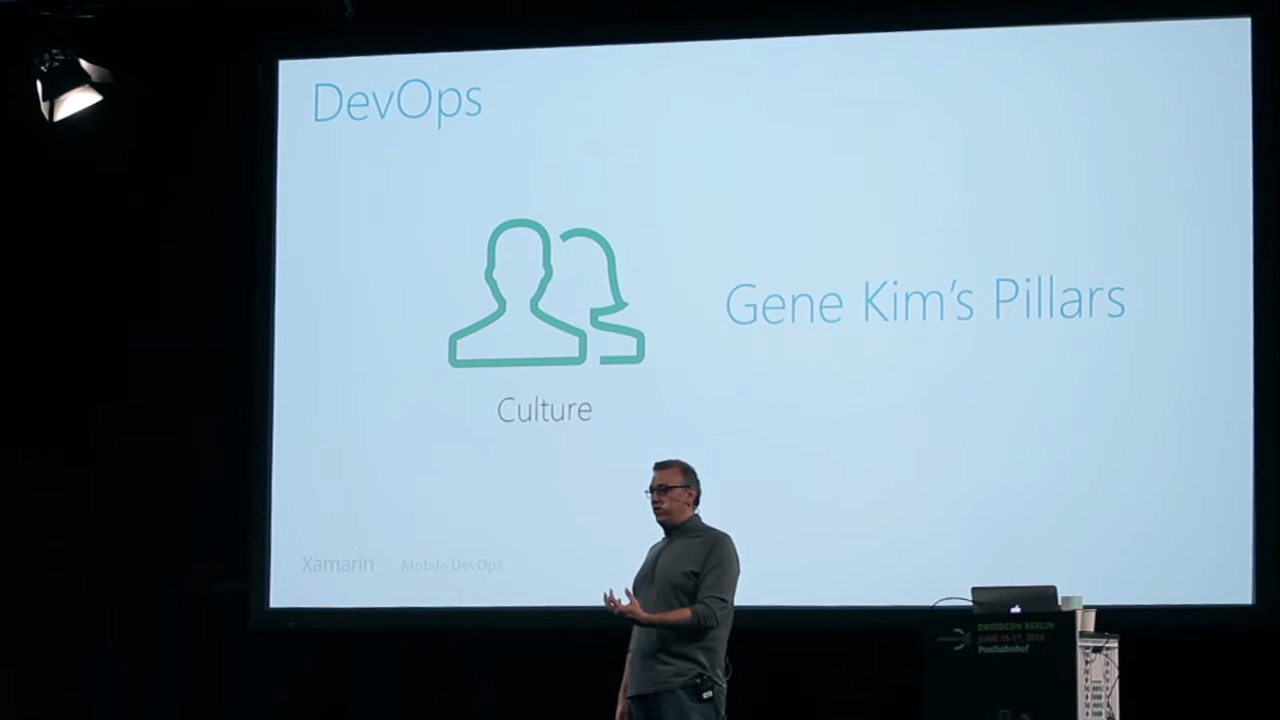 DevOps
Gene Kim's Pillars
Culture
Xamarin Mobile DevOps
DROIDCON BERLIN
Postbahnhof